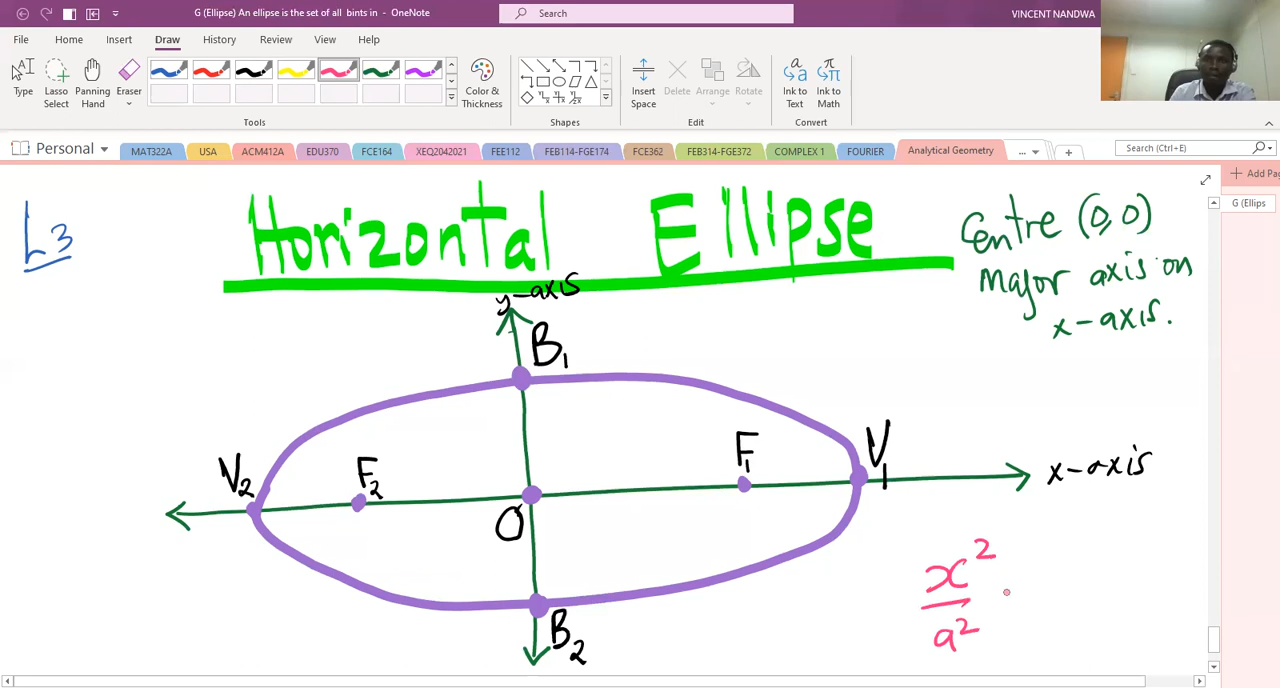 G (Ellipse) An ellipse is the set of all bints in - OneNote
Search
VINCENT NANDWA
File Home Insert Draw History Review View Help
Type
Lasso Select
Panning Hand
Eraser
Color & Thickness
Insert Space
Delete
Arrange
Rotate
Ink to Text
Ink to Math
Tools
Shapes
Edit
Convert
Personal
MAT322A USA ACM412A EDU370 FCE164 XEQ2042021 FEE112 FEB114-FGE174 FCE362 FEB314-FGE372 COMPLEX 1 FOURIER Analytical Geometry ...
Search (Ctrl+E)
Add Pag
G (Ellips
L3
Horizontal Ellipse
Centre (0,0)
major axis on
x-axis.
y-axis
B1
V2
F2
F1
V1
x-axis
O
B2
x²
a²